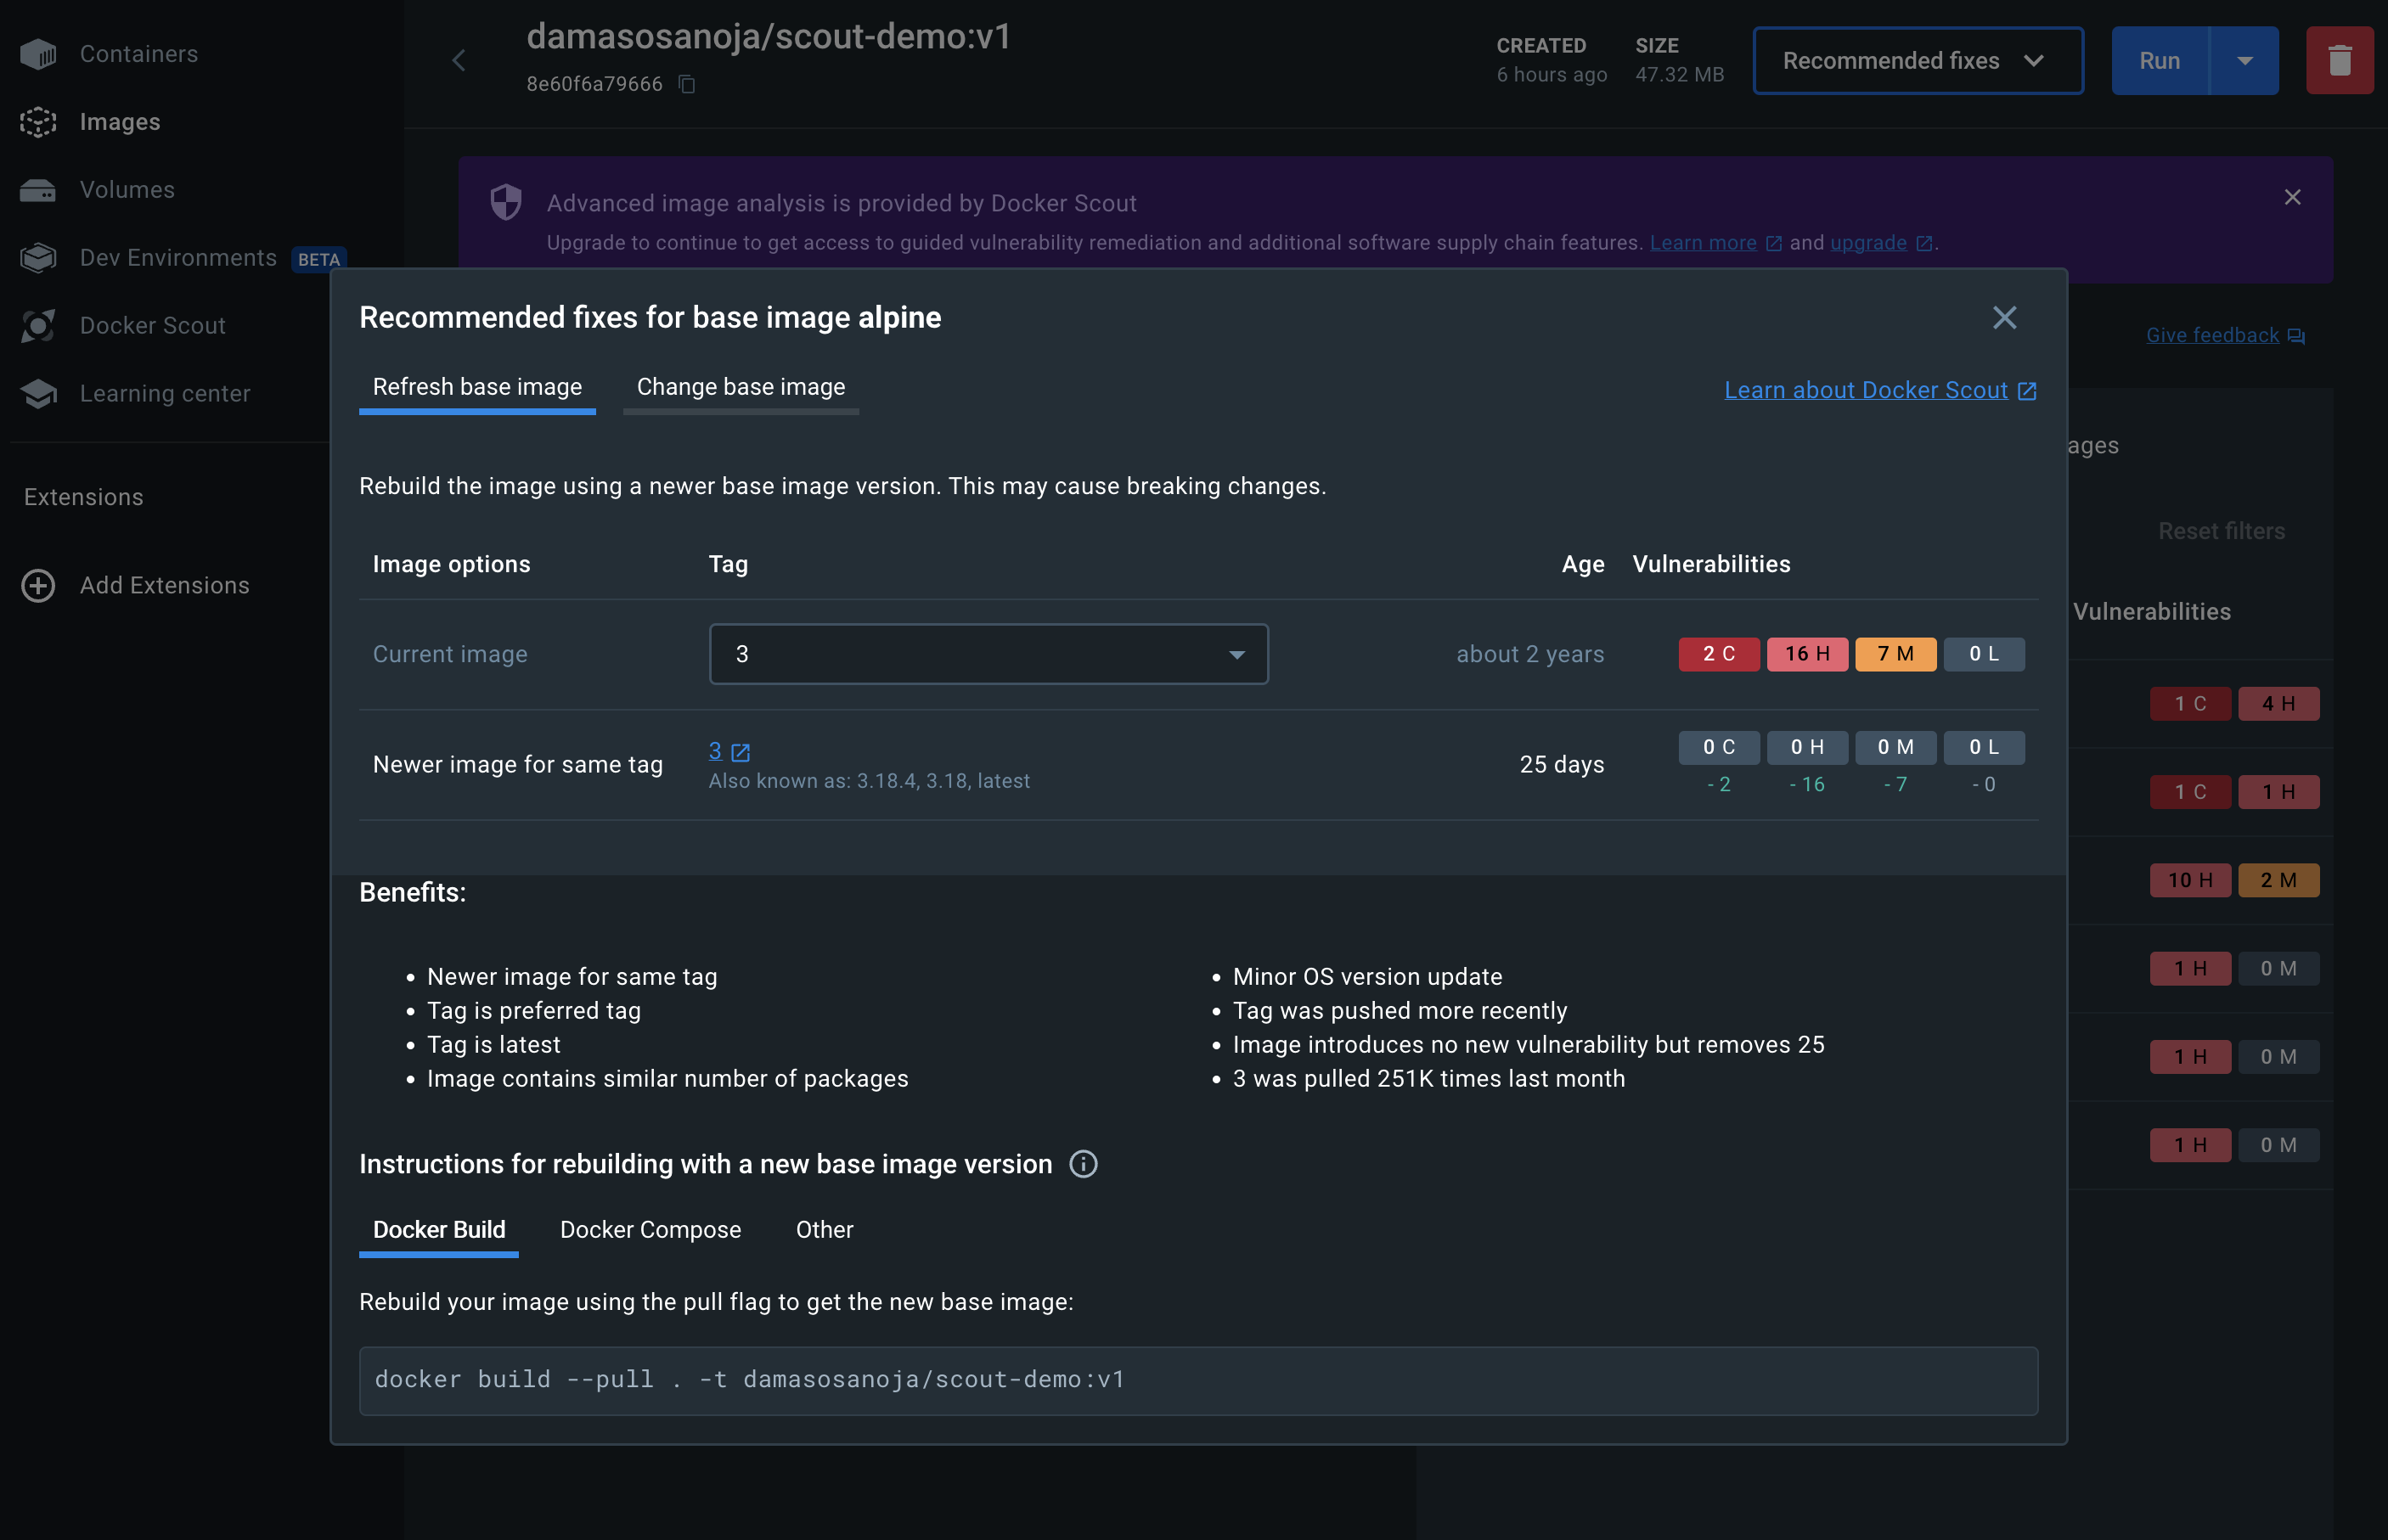 Containers
Images
Volumes
Dev Environments BETA
Docker Scout
Learning center
Extensions
Add Extensions
damasosanoja/scout-demo:v1
8e60f6a79666
CREATED
6 hours ago
SIZE
47.32 MB
Recommended fixes
Run
Advanced image analysis is provided by Docker Scout
Upgrade to continue to get access to guided vulnerability remediation and additional software supply chain features. Learn more and upgrade .
Give feedback
Recommended fixes for base image alpine
Refresh base image Change base image Learn about Docker Scout
Rebuild the image using a newer base image version. This may cause breaking changes.
Image options Tag Age Vulnerabilities
Current image 3 about 2 years 2 C 16 H 7 M 0 L
Newer image for same tag 3 25 days 0 C 0 H 0 M 0 L
Also known as: 3.18.4, 3.18, latest - 2 - 16 - 7 - 0
Benefits:
• Newer image for same tag
• Tag is preferred tag
• Tag is latest
• Image contains similar number of packages
• Minor OS version update
• Tag was pushed more recently
• Image introduces no new vulnerability but removes 25
• 3 was pulled 251K times last month
Instructions for rebuilding with a new base image version
Docker Build Docker Compose Other
Rebuild your image using the pull flag to get the new base image:
docker build --pull . -t damasosanoja/scout-demo:v1
ages
Reset filters
Vulnerabilities
1 C 4 H
1 C 1 H
10 H 2 M
1 H 0 M
1 H 0 M
1 H 0 M